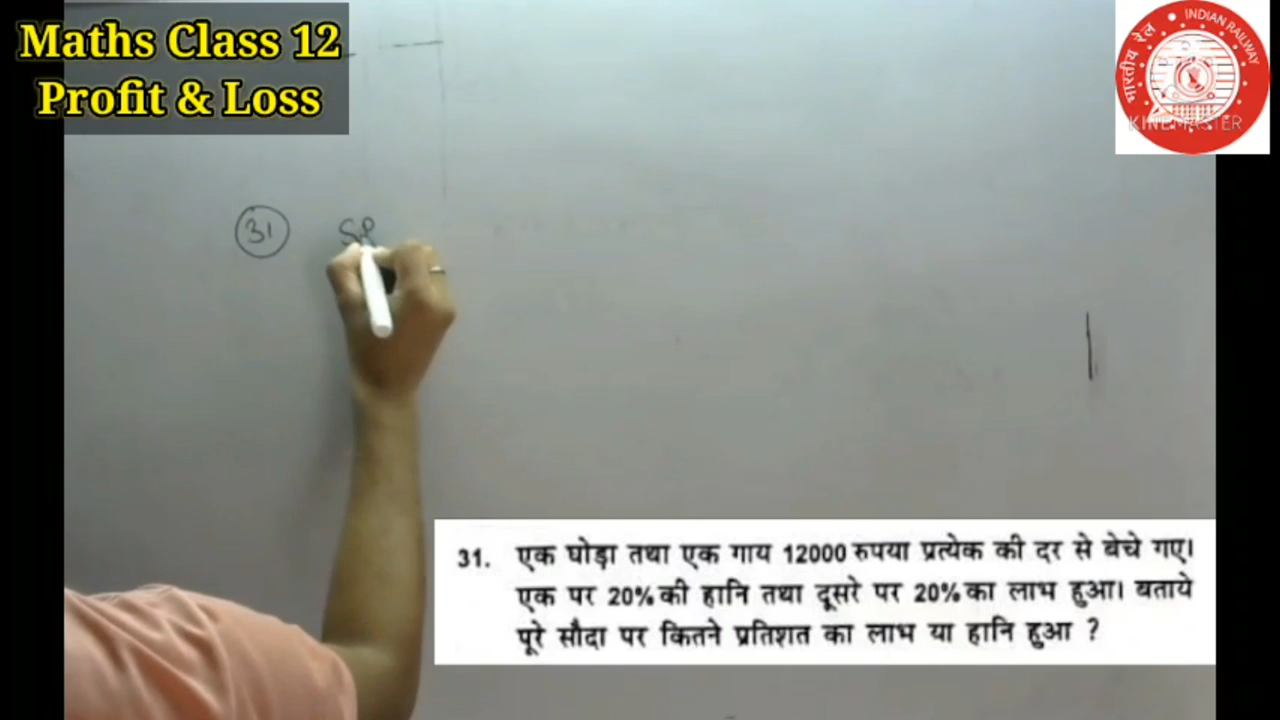 Maths Class 12
Profit & Loss
भारतीय रेल
INDIAN RAILWAY
KINEMASTER
31 SP
31. एक घोड़ा तथा एक गाय 12000 रुपया प्रत्येक की दर से बेचे गए।
एक पर 20% की हानि तथा दूसरे पर 20% का लाभ हुआ। बताये
पूरे सौदा पर कितने प्रतिशत का लाभ या हानि हुआ ?